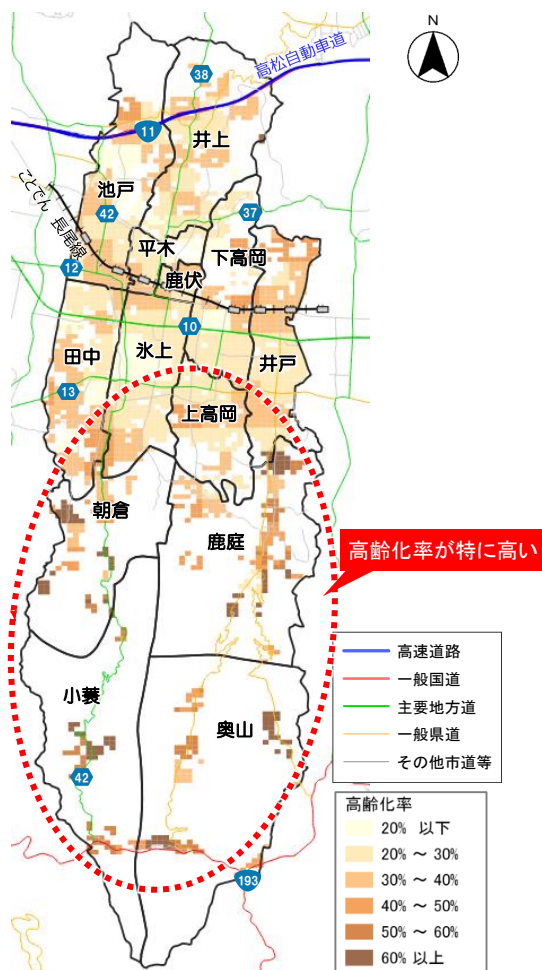 N
高松自動車道
38
11
井上
池戸
ことでん 長尾線
42
37
平木
下高岡
12
鹿伏
10
田中
氷上
井戸
13
上高岡
朝倉
鹿庭
高齢化率が特に高い
小蓑
奥山
42
193
高速道路
一般国道
主要地方道
一般県道
その他市道等
高齢化率
20% 以下
20% ～ 30%
30% ～ 40%
40% ～ 50%
50% ～ 60%
60% 以上